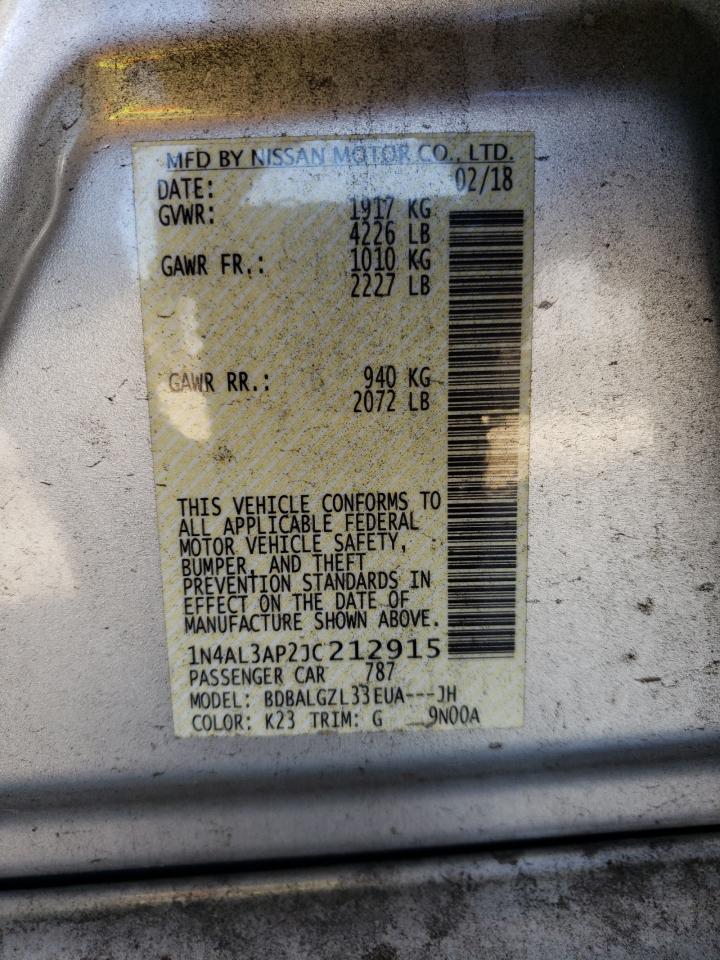 MFD BY NISSAN MOTOR CO., LTD.
DATE: 02/18
GVWR: 1917 KG
4226 LB
GAWR FR.: 1010 KG
2227 LB
GAWR RR.: 940 KG
2072 LB
THIS VEHICLE CONFORMS TO
ALL APPLICABLE FEDERAL
MOTOR VEHICLE SAFETY,
BUMPER, AND THEFT
PREVENTION STANDARDS IN
EFFECT ON THE DATE OF
MANUFACTURE SHOWN ABOVE.
1N4AL3AP2JC212915
PASSENGER CAR 787
MODEL: BDBALGZL33EUA---JH
COLOR: K23 TRIM: G __9N00A